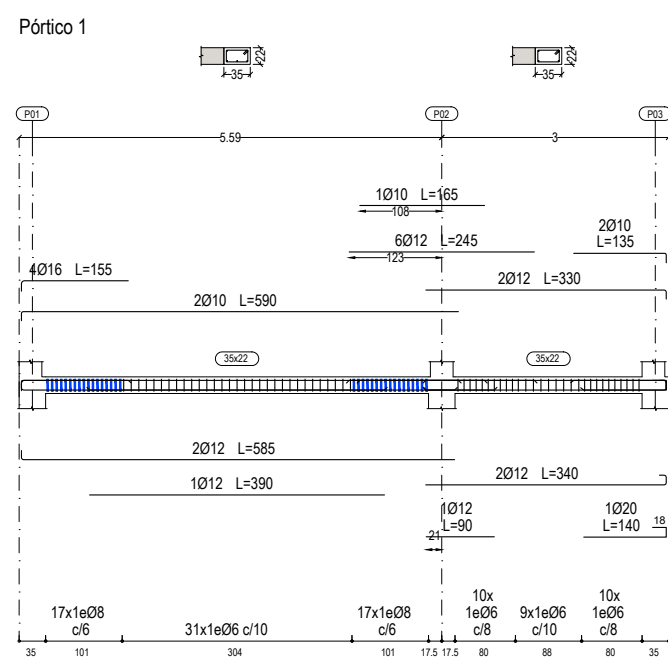 Pórtico 1
22
35
22
35
P01
P02
P03
5.59
3
1Ø10 L=165
108
2Ø10
L=135
6Ø12 L=245
123
4Ø16 L=155
2Ø12 L=330
2Ø10 L=590
35x22
35x22
2Ø12 L=585
2Ø12 L=340
1Ø12 L=390
1Ø12
L=90
21
1Ø20
L=140
18
17x1eØ8
c/6
31x1eØ6 c/10
17x1eØ8
c/6
10x
1eØ6
c/8
9x1eØ6
c/10
10x
1eØ6
c/8
35
101
304
101
17.5
17.5
80
88
80
35